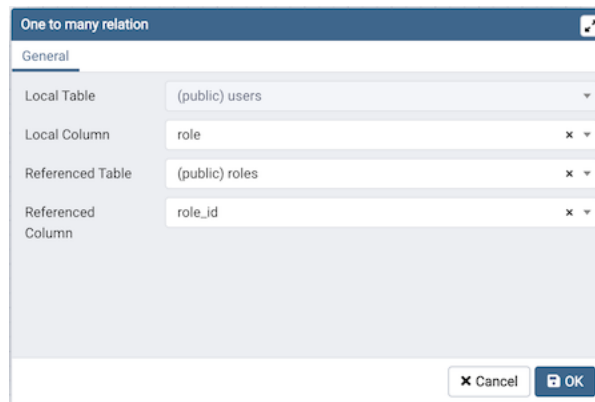 One to many relation
General
Local Table (public) users
Local Column role
Referenced Table (public) roles
Referenced role_id
Column
Cancel OK